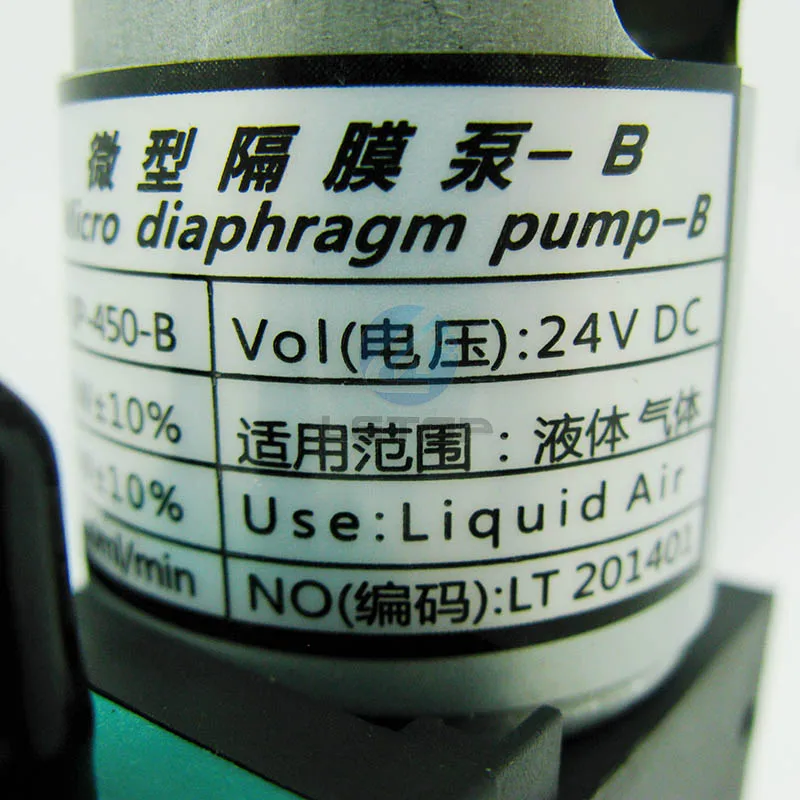 微型隔膜泵-B
Micro diaphragm pump-B
P-450-B
Vol(电压):24V DC
±10%
适用范围：液体 气体
±10%
Use:Liquid Air
ml/min
NO(编码):LT 201401